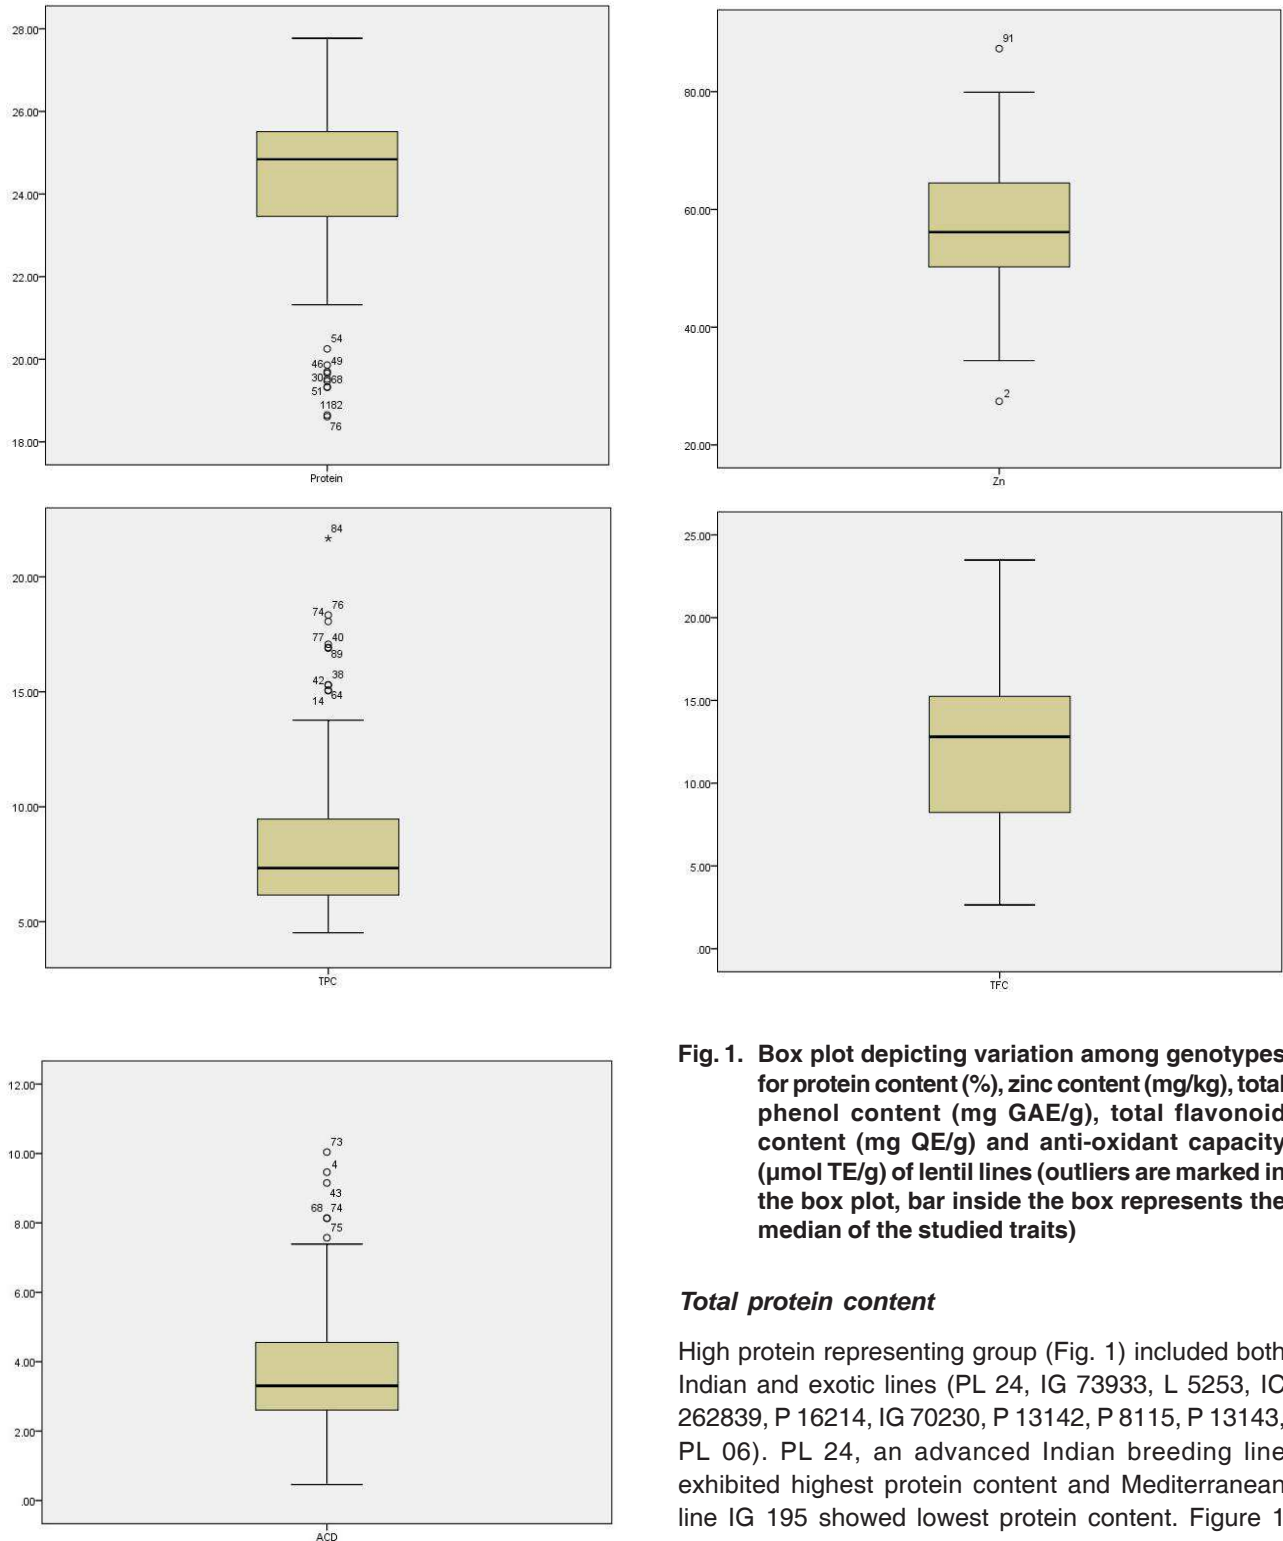 28.00
26.00
24.00
22.00
20.00
18.00
54
46 49
30 68
51
1182
76
Protein
91
80.00
60.00
40.00
20.00
2
Zn
84
20.00
76
74
77 40
89
15.00
42 38
64
14
10.00
5.00
TPC
25.00
20.00
15.00
10.00
5.00
.00
TFC
12.00
10.00
8.00
6.00
4.00
2.00
.00
73
4
43
68 74
75
ACD
Fig. 1. Box plot depicting variation among genotypes
for protein content (%), zinc content (mg/kg), total
phenol content (mg GAE/g), total flavonoid
content (mg QE/g) and anti-oxidant capacity
(µmol TE/g) of lentil lines (outliers are marked in
the box plot, bar inside the box represents the
median of the studied traits)
Total protein content
High protein representing group (Fig. 1) included both
Indian and exotic lines (PL 24, IG 73933, L 5253, IC
262839, P 16214, IG 70230, P 13142, P 8115, P 13143,
PL 06). PL 24, an advanced Indian breeding line
exhibited highest protein content and Mediterranean
line IG 195 showed lowest protein content. Figure 1